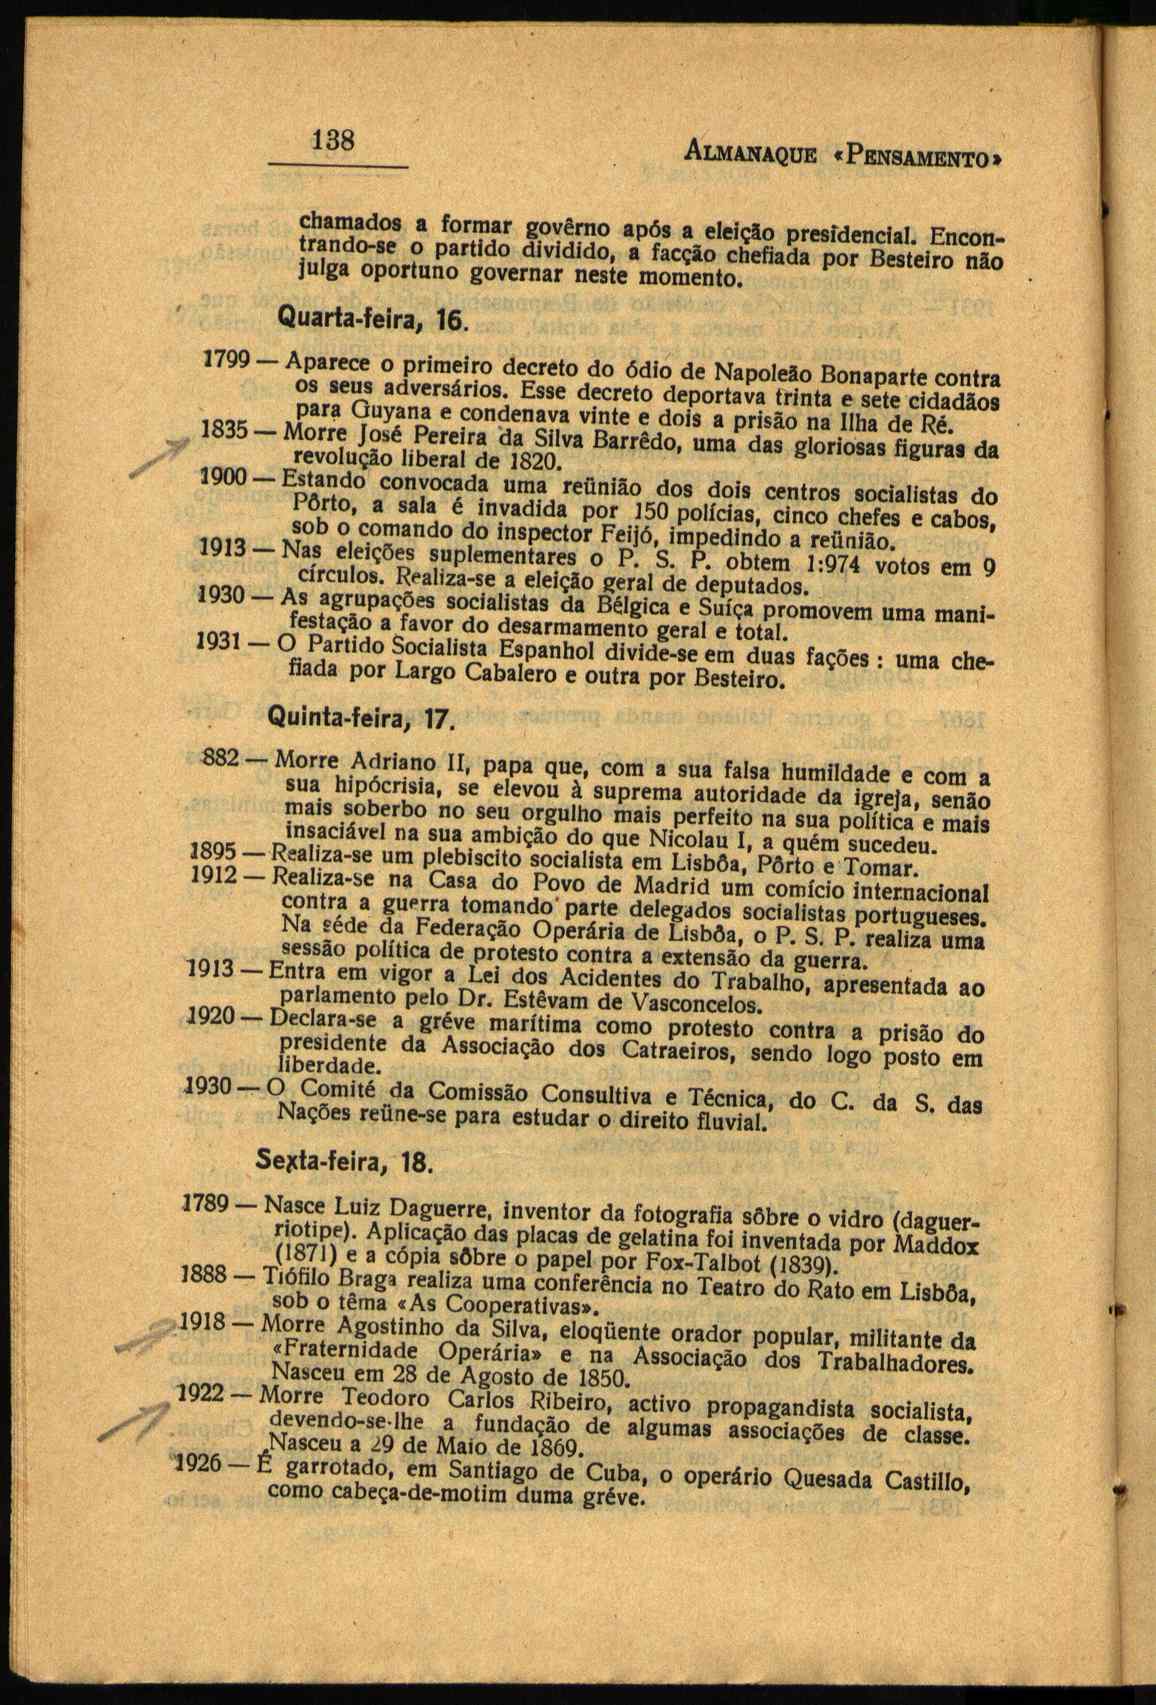 138
ALMANAQUE «PENSAMENTO»
chamados a formar govêrno após a eleição presidencial. Encon-
trando-se o partido dividido, a facção chefiada por Besteiro não
julga oportuno governar neste momento.
Quarta-feira, 16.
1799 — Aparece o primeiro decreto do ódio de Napoleão Bonaparte contra
os seus adversários. Esse decreto deportava trinta e sete cidadãos
para Guyana e condenava vinte e dois a prisão na Ilha de Ré.
1835 — Morre José Pereira da Silva Barrêdo, uma das gloriosas figuras da
revolução liberal de 1820.
1900 — Estando convocada uma reünião dos dois centros socialistas do
Pôrto, a sala é invadida por 150 polícias, cinco chefes e cabos,
sob o comando do inspector Feijó, impedindo a reünião.
1913 — Nas eleições suplementares o P. S. P. obtem 1:974 votos em 9
círculos. Realiza-se a eleição geral de deputados.
1930 — As agrupações socialistas da Bélgica e Suíça promovem uma mani-
festação a favor do desarmamento geral e total.
1931 — O Partido Socialista Espanhol divide-se em duas fações : uma che-
fiada por Largo Cabalero e outra por Besteiro.
Quinta-feira, 17.
882 — Morre Adriano II, papa que, com a sua falsa humildade e com a
sua hipócrisia, se elevou à suprema autoridade da igreja, senão
mais soberbo no seu orgulho mais perfeito na sua política e mais
insaciável na sua ambição do que Nicolau I, a quém sucedeu.
1895 — Realiza-se um plebiscito socialista em Lisbôa, Pôrto e Tomar.
1912 — Realiza-se na Casa do Povo de Madrid um comício internacional
contra a guerra tomando parte delegados socialistas portugueses.
Na séde da Federação Operária de Lisbôa, o P. S. P. realiza uma
sessão política de protesto contra a extensão da guerra.
1913 — Entra em vigor a Lei dos Acidentes do Trabalho, apresentada ao
parlamento pelo Dr. Estêvam de Vasconcelos.
1920 — Declara-se a gréve marítima como protesto contra a prisão do
presidente da Associação dos Catraeiros, sendo logo posto em
liberdade.
1930 — O Comité da Comissão Consultiva e Técnica, do C. da S. das
Nações reüne-se para estudar o direito fluvial.
Sexta-feira, 18.
1789 — Nasce Luiz Daguerre, inventor da fotografia sôbre o vidro (daguer-
riotipe). Aplicação das placas de gelatina foi inventada por Maddox
(1871) e a cópia sôbre o papel por Fox-Talbot (1839).
1888 — Tiófilo Braga realiza uma conferência no Teatro do Rato em Lisbôa,
sob o têma «As Cooperativas».
1918 — Morre Agostinho da Silva, eloqüente orador popular, militante da
«Fraternidade Operária» e na Associação dos Trabalhadores.
Nasceu em 28 de Agosto de 1850.
1922 — Morre Teodoro Carlos Ribeiro, activo propagandista socialista,
devendo-se-lhe a fundação de algumas associações de classe.
Nasceu a 29 de Maio de 1869.
1926 — É garrotado, em Santiago de Cuba, o operário Quesada Castillo,
como cabeça-de-motim duma gréve.